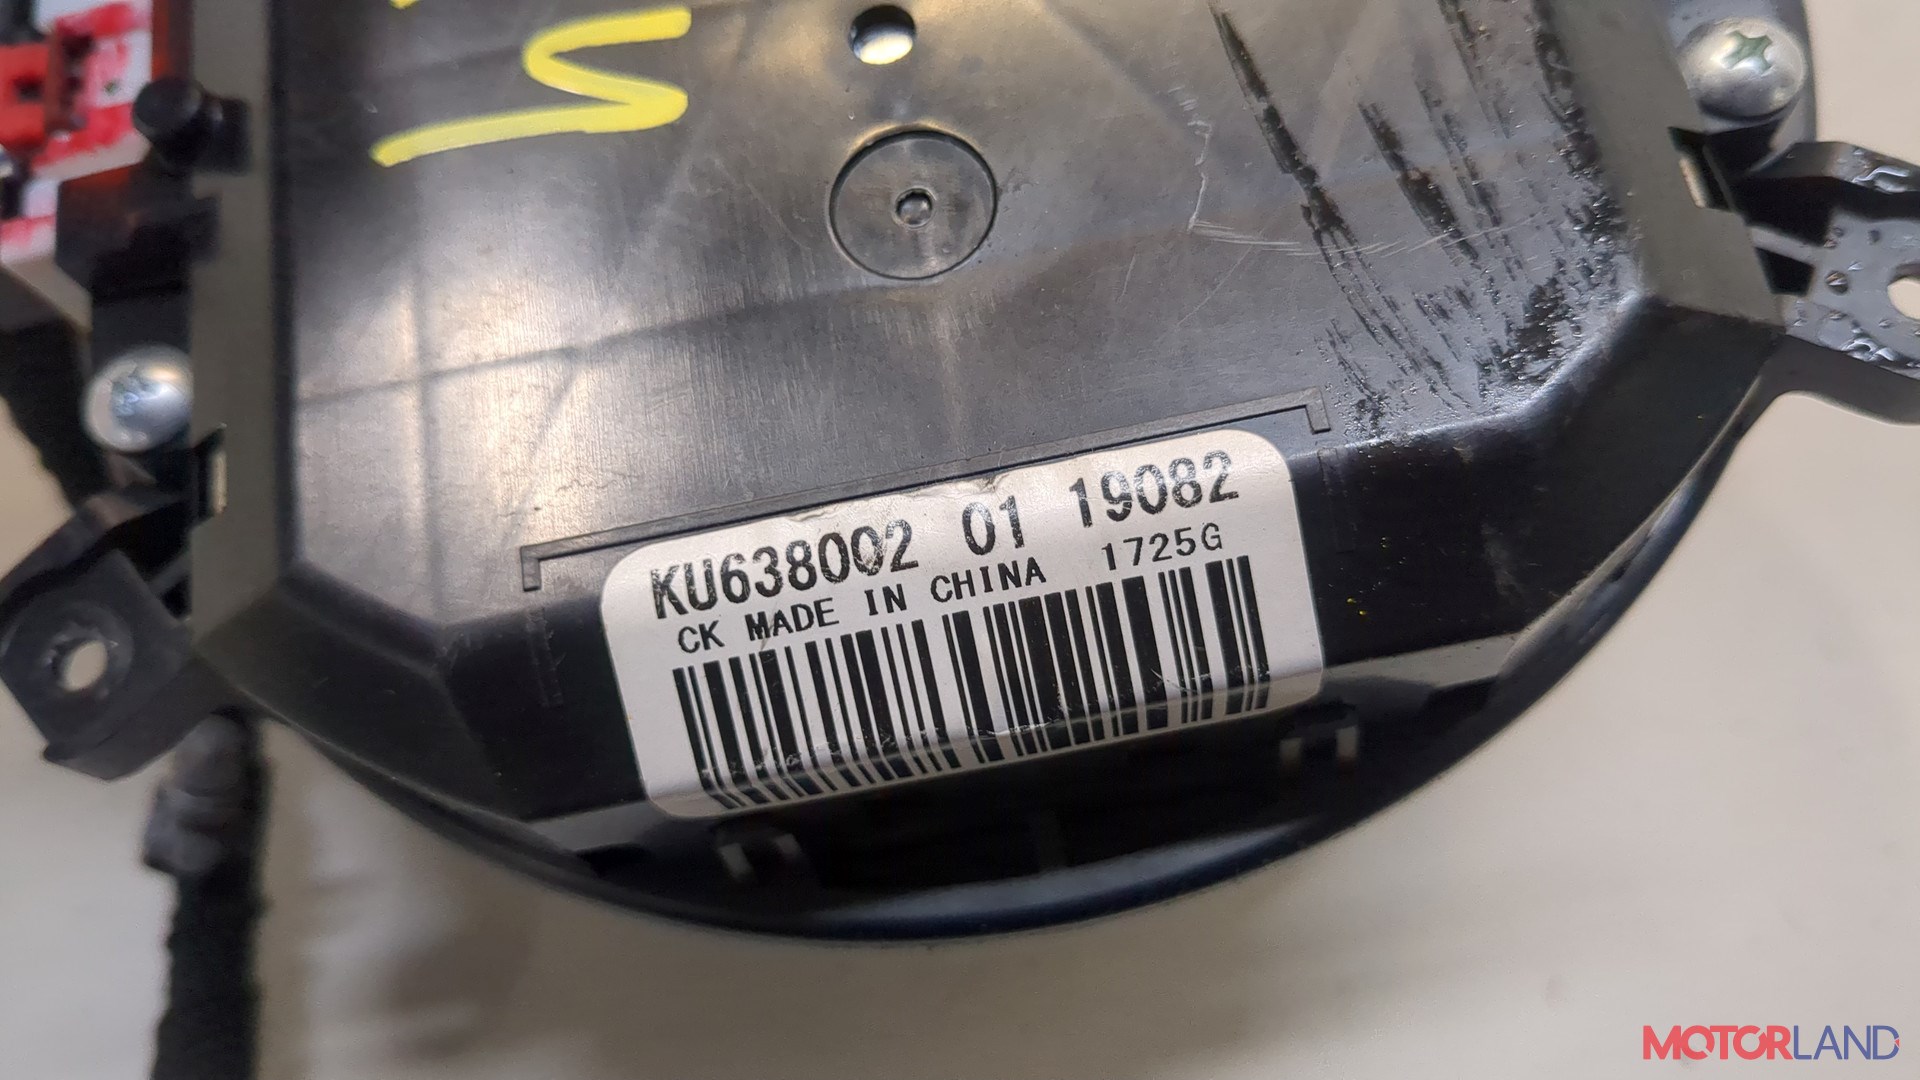 KU638002 01 19082
CK MADE IN CHINA 1725G
MOTORLAND